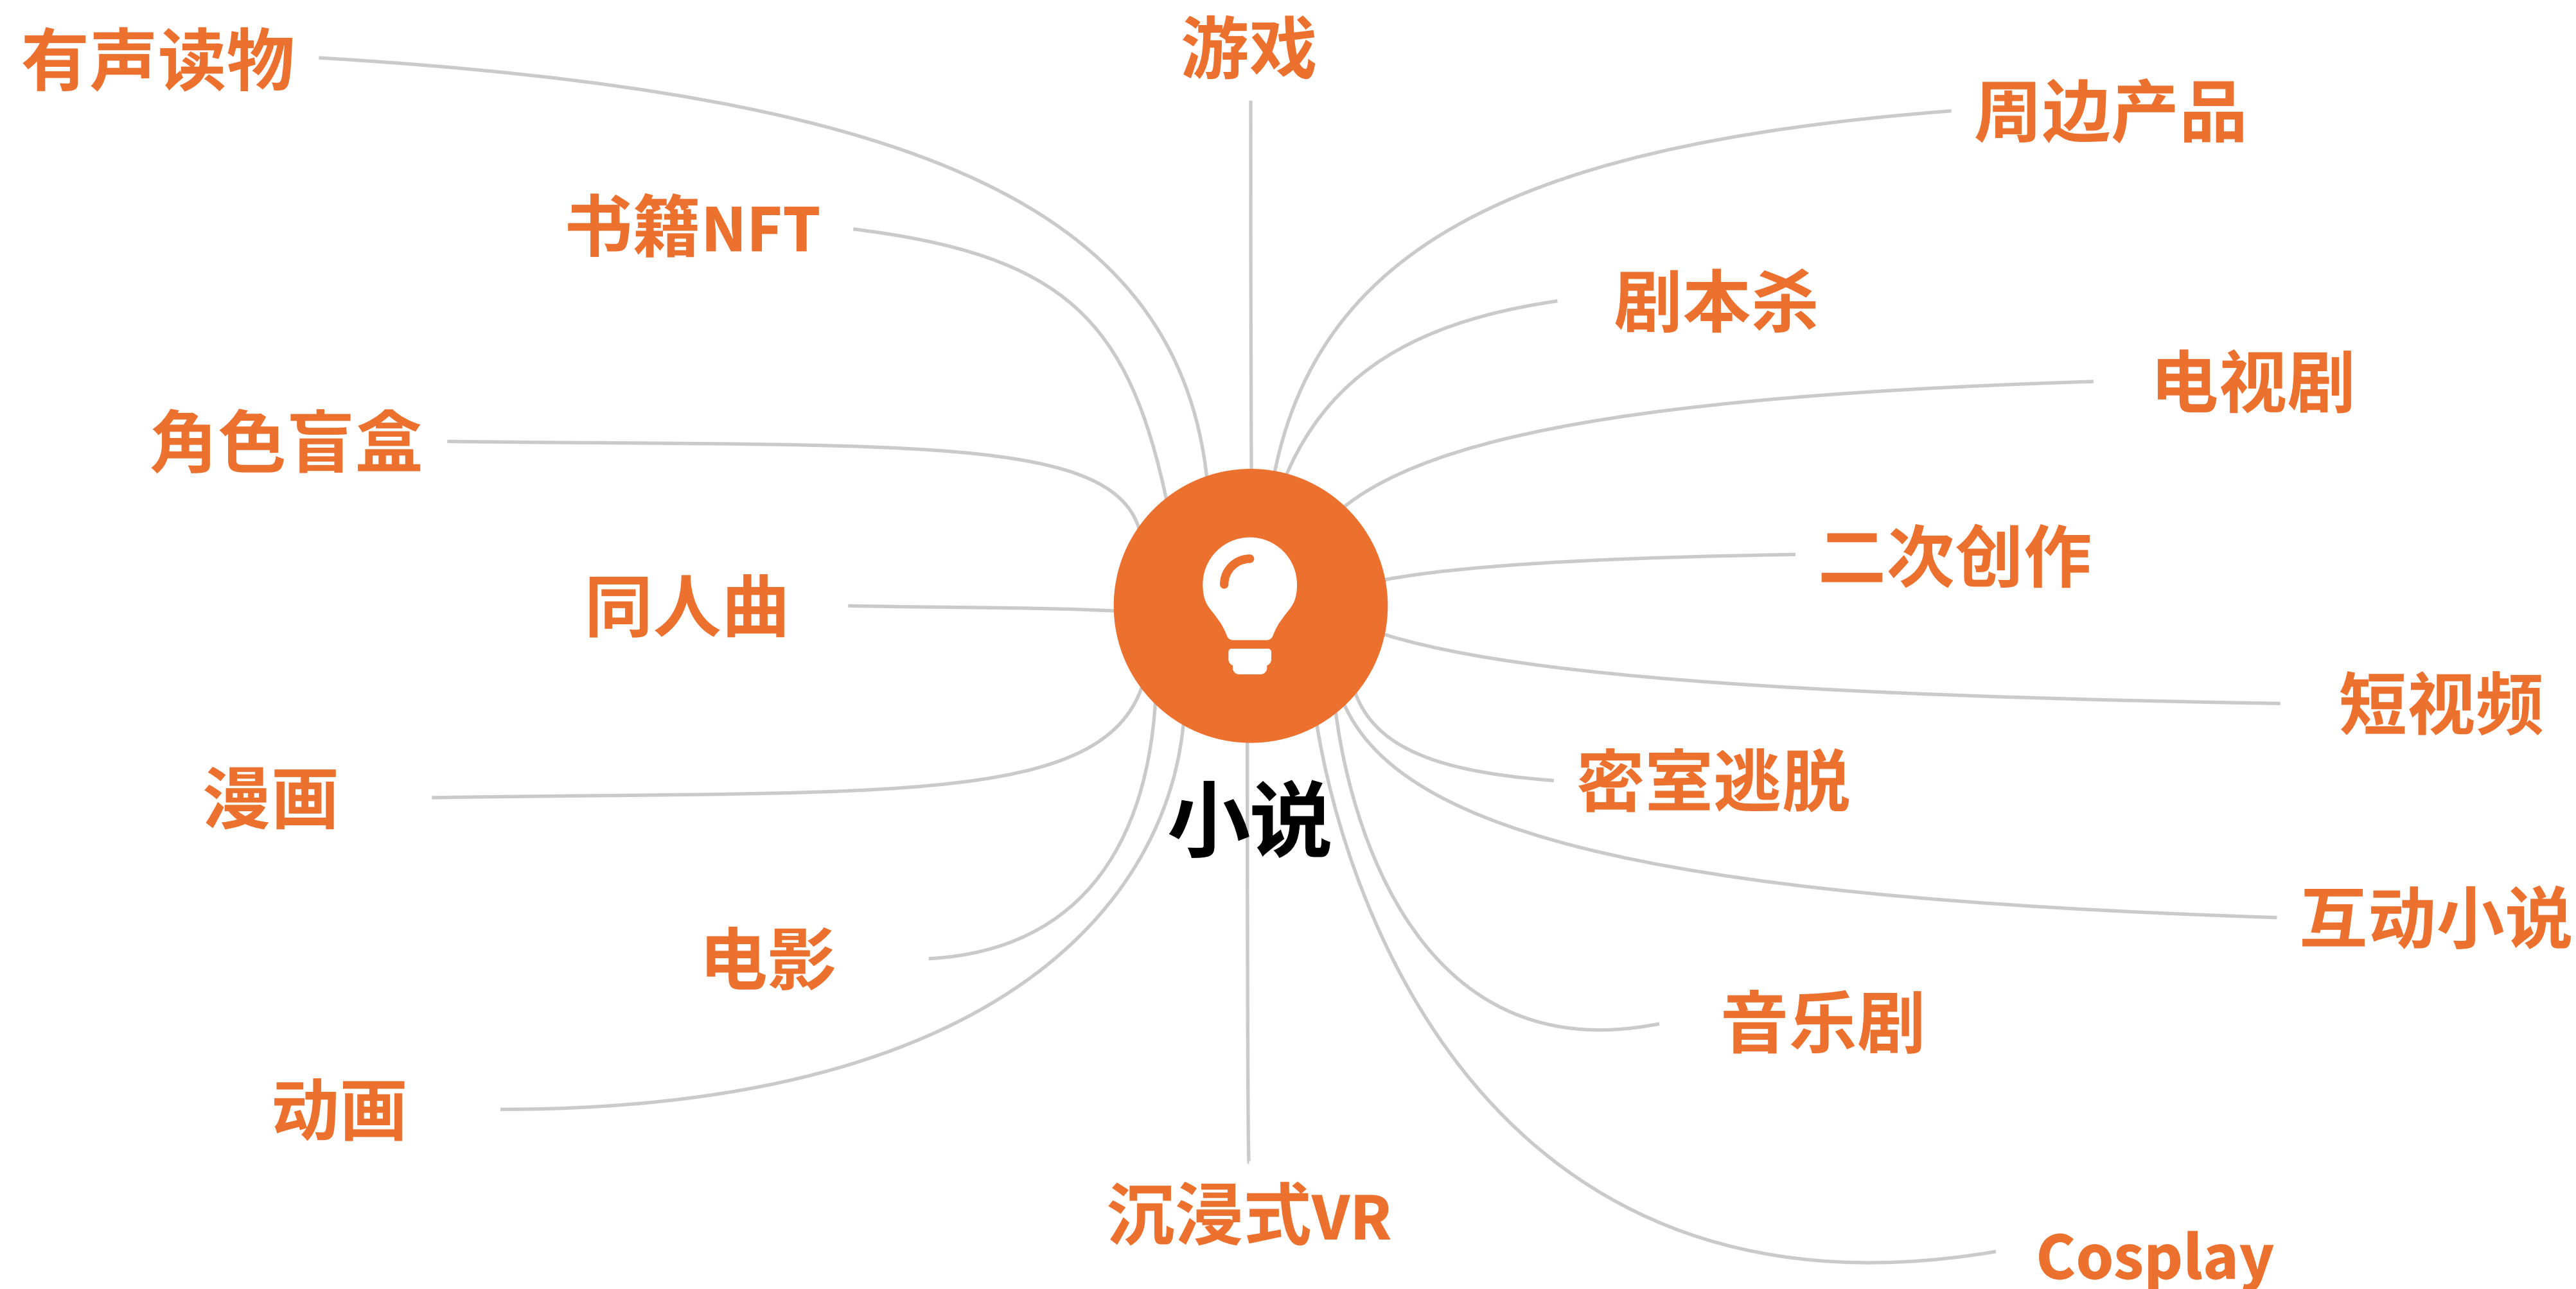 有声读物
游戏
周边产品
书籍NFT
剧本杀
电视剧
角色盲盒
二次创作
同人曲
短视频
密室逃脱
漫画
小说
互动小说
电影
音乐剧
动画
沉浸式VR
Cosplay